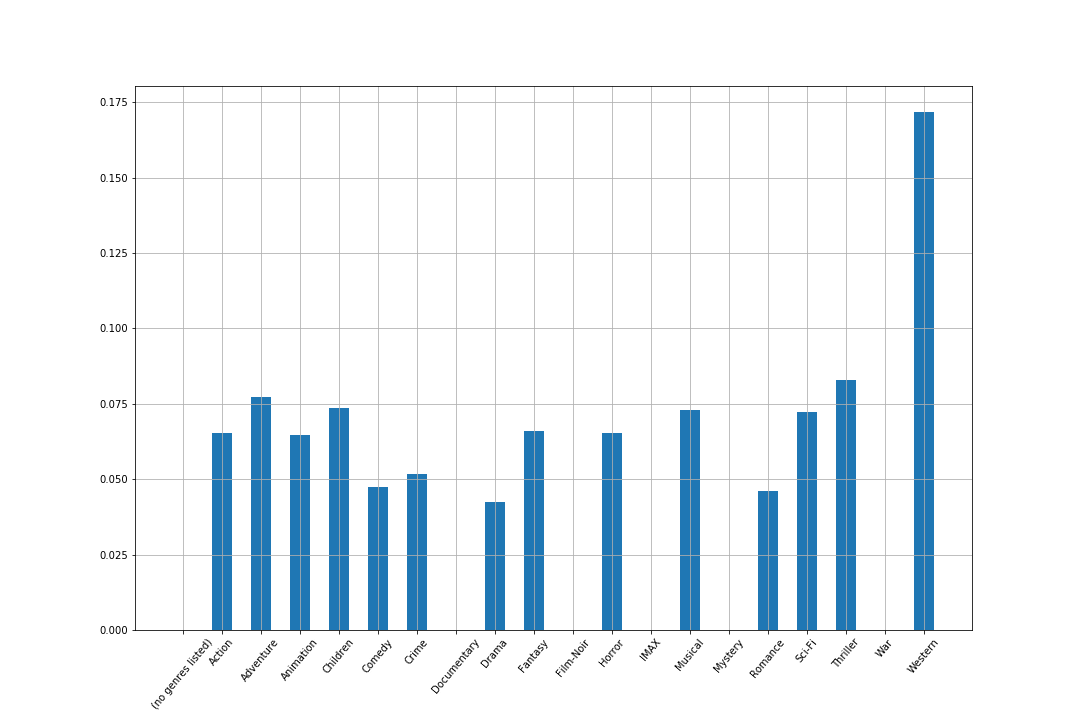 0.175
0.150
0.125
0.100
0.075
0.050
0.025
0.000
(no genres listed)
Action
Adventure
Animation
Children
Comedy
Crime
Documentary
Drama
Fantasy
Film-Noir
Horror
IMAX
Musical
Mystery
Romance
Sci-Fi
Thriller
War
Western